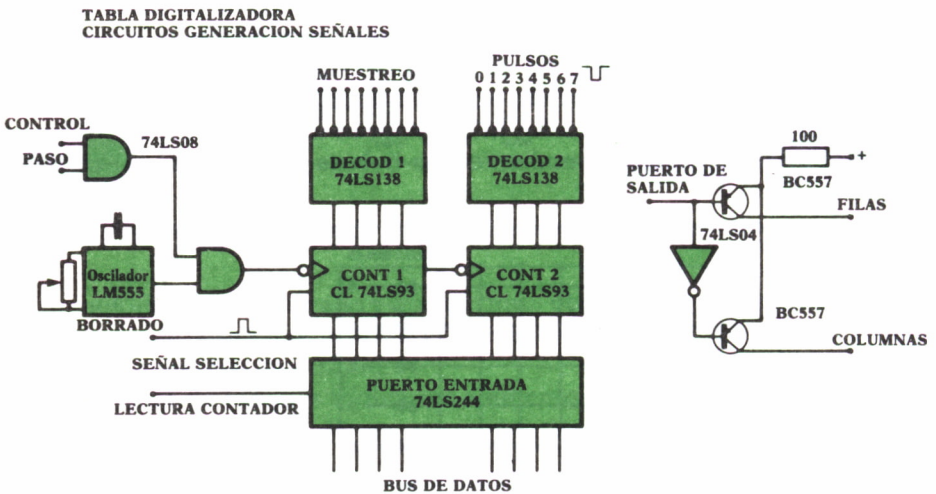 TABLA DIGITALIZADORA
CIRCUITOS GENERACION SEÑALES
MUESTREO
PULSOS
0 1 2 3 4 5 6 7
CONTROL
PASO
74LS08
DECOD 1
74LS138
DECOD 2
74LS138
100
+
BC557
PUERTO DE
SALIDA
FILAS
74LS04
Oscilador
LM555
CONT 1
CL 74LS93
CONT 2
CL 74LS93
BORRADO
BC557
COLUMNAS
SEÑAL SELECCION
LECTURA CONTADOR
PUERTO ENTRADA
74LS244
BUS DE DATOS